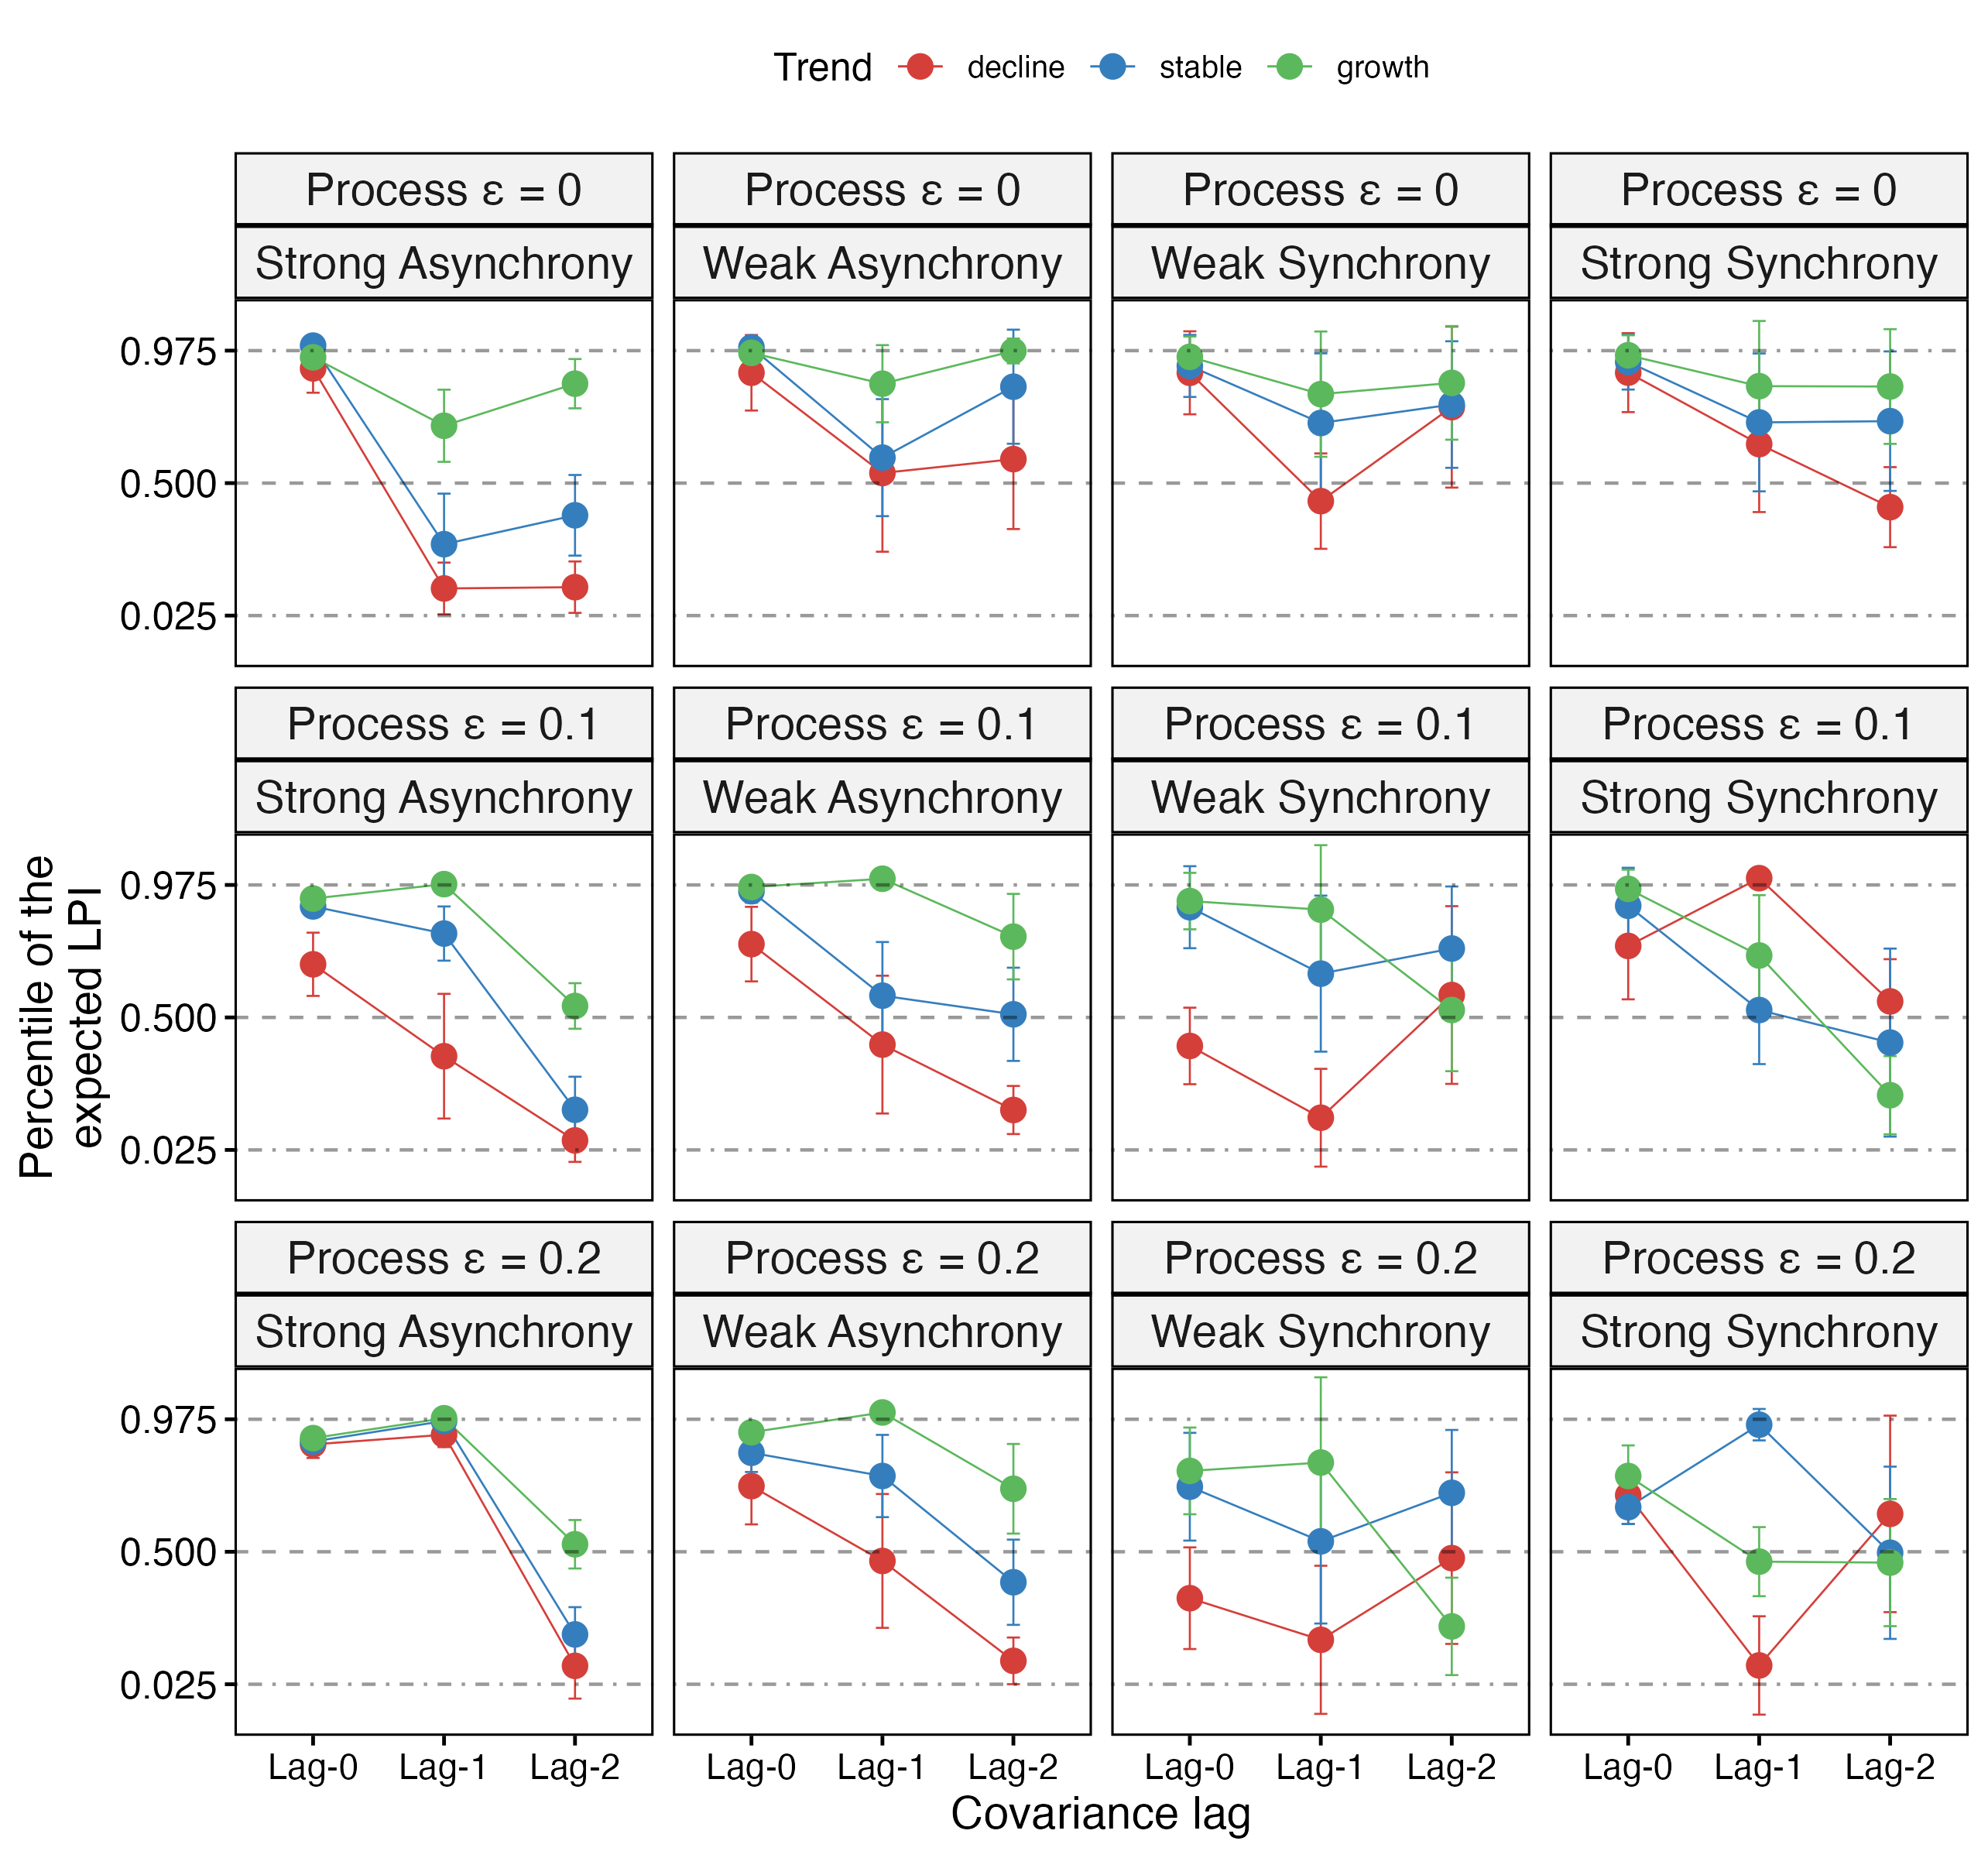 Trend decline stable growth
Process ε = 0 Process ε = 0 Process ε = 0 Process ε = 0
Strong Asynchrony Weak Asynchrony Weak Synchrony Strong Synchrony
0.975
0.500
0.025
Process ε = 0.1 Process ε = 0.1 Process ε = 0.1 Process ε = 0.1
Strong Asynchrony Weak Asynchrony Weak Synchrony Strong Synchrony
0.975
0.500
0.025
Process ε = 0.2 Process ε = 0.2 Process ε = 0.2 Process ε = 0.2
Strong Asynchrony Weak Asynchrony Weak Synchrony Strong Synchrony
0.975
0.500
0.025
Percentile of the
expected LPI
Lag-0 Lag-1 Lag-2 Lag-0 Lag-1 Lag-2 Lag-0 Lag-1 Lag-2 Lag-0 Lag-1 Lag-2
Covariance lag